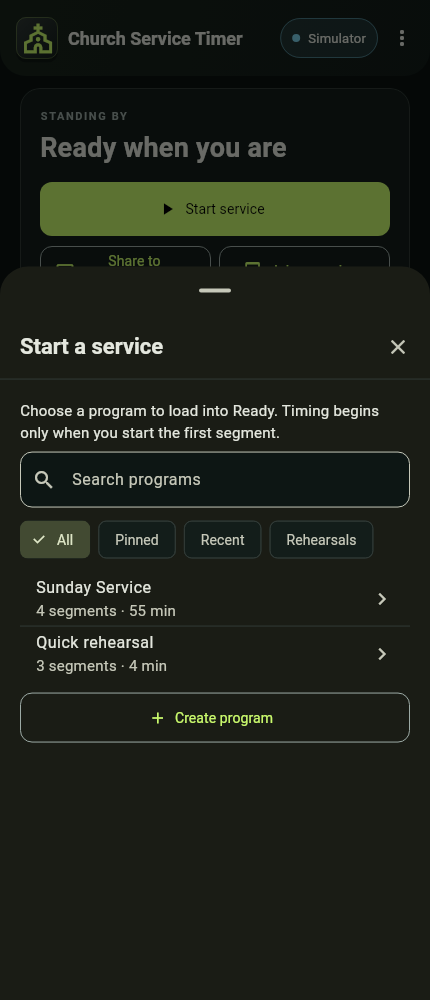 Church Service Timer
Simulator
STANDING BY
Ready when you are
Start service
Share to
Start a service
Choose a program to load into Ready. Timing begins
only when you start the first segment.
Search programs
All
Pinned
Recent
Rehearsals
Sunday Service
4 segments · 55 min
Quick rehearsal
3 segments · 4 min
Create program